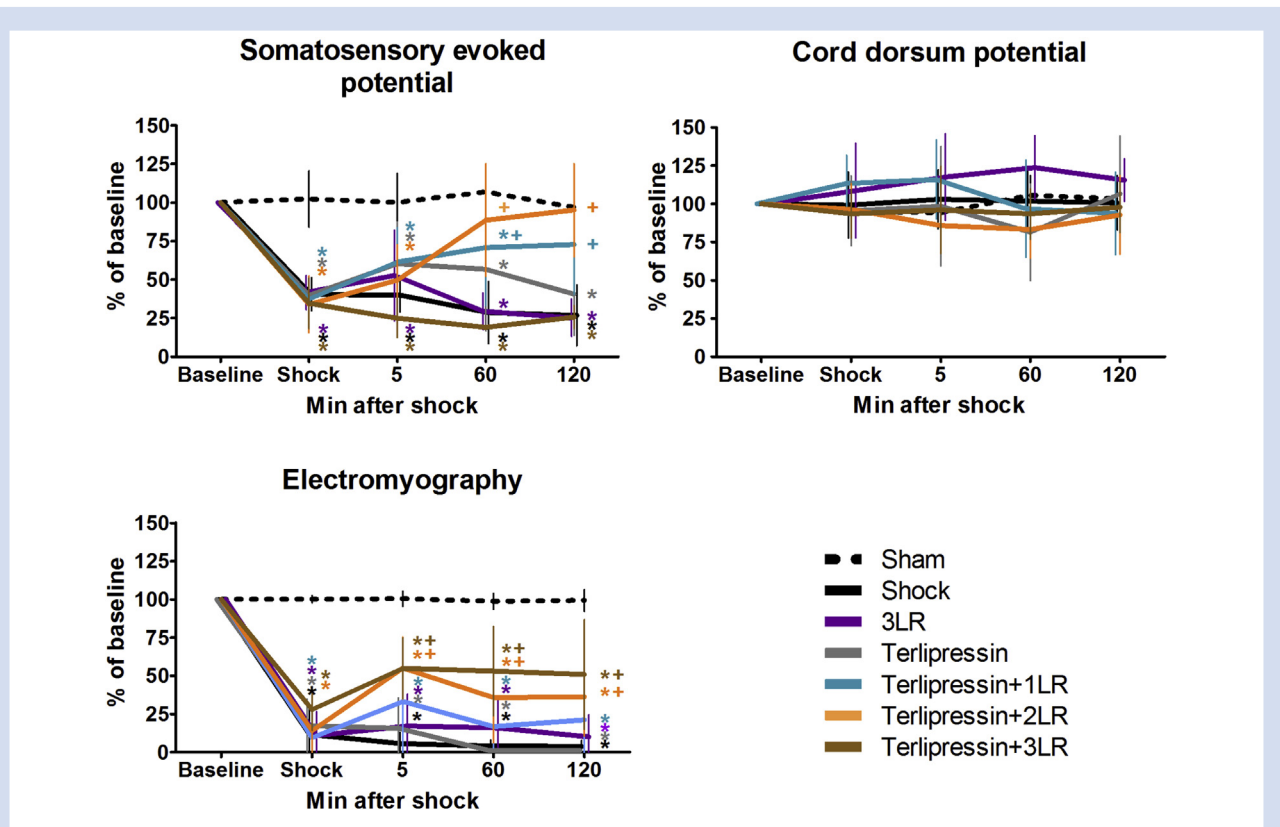 Somatosensory evoked
potential
% of baseline
150
125
100
75
50
25
0
Baseline Shock 5 60 120
Min after shock
* * *
* * *
* * *
* * *
+
* +
*
*
* *
+
+
*
* * *
Cord dorsum potential
% of baseline
150
125
100
75
50
25
0
Baseline Shock 5 60 120
Min after shock
Electromyography
% of baseline
150
125
100
75
50
25
0
Baseline Shock 5 60 120
Min after shock
* * * *
* *
*+
*+
* * * *
*+
*+
* * * *
*+
*+
* * * *
Sham
Shock
3LR
Terlipressin
Terlipressin+1LR
Terlipressin+2LR
Terlipressin+3LR